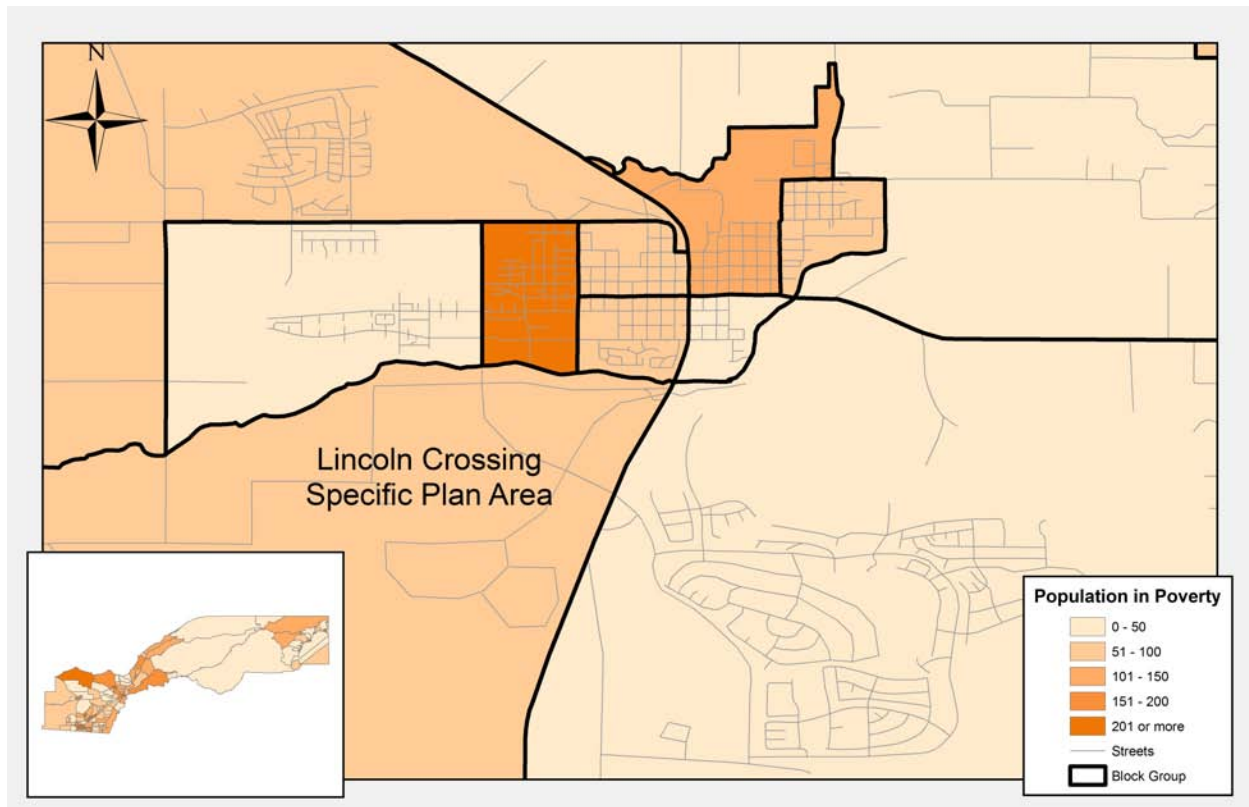 N
Lincoln Crossing
Specific Plan Area
Population in Poverty
0 - 50
51 - 100
101 - 150
151 - 200
201 or more
Streets
Block Group